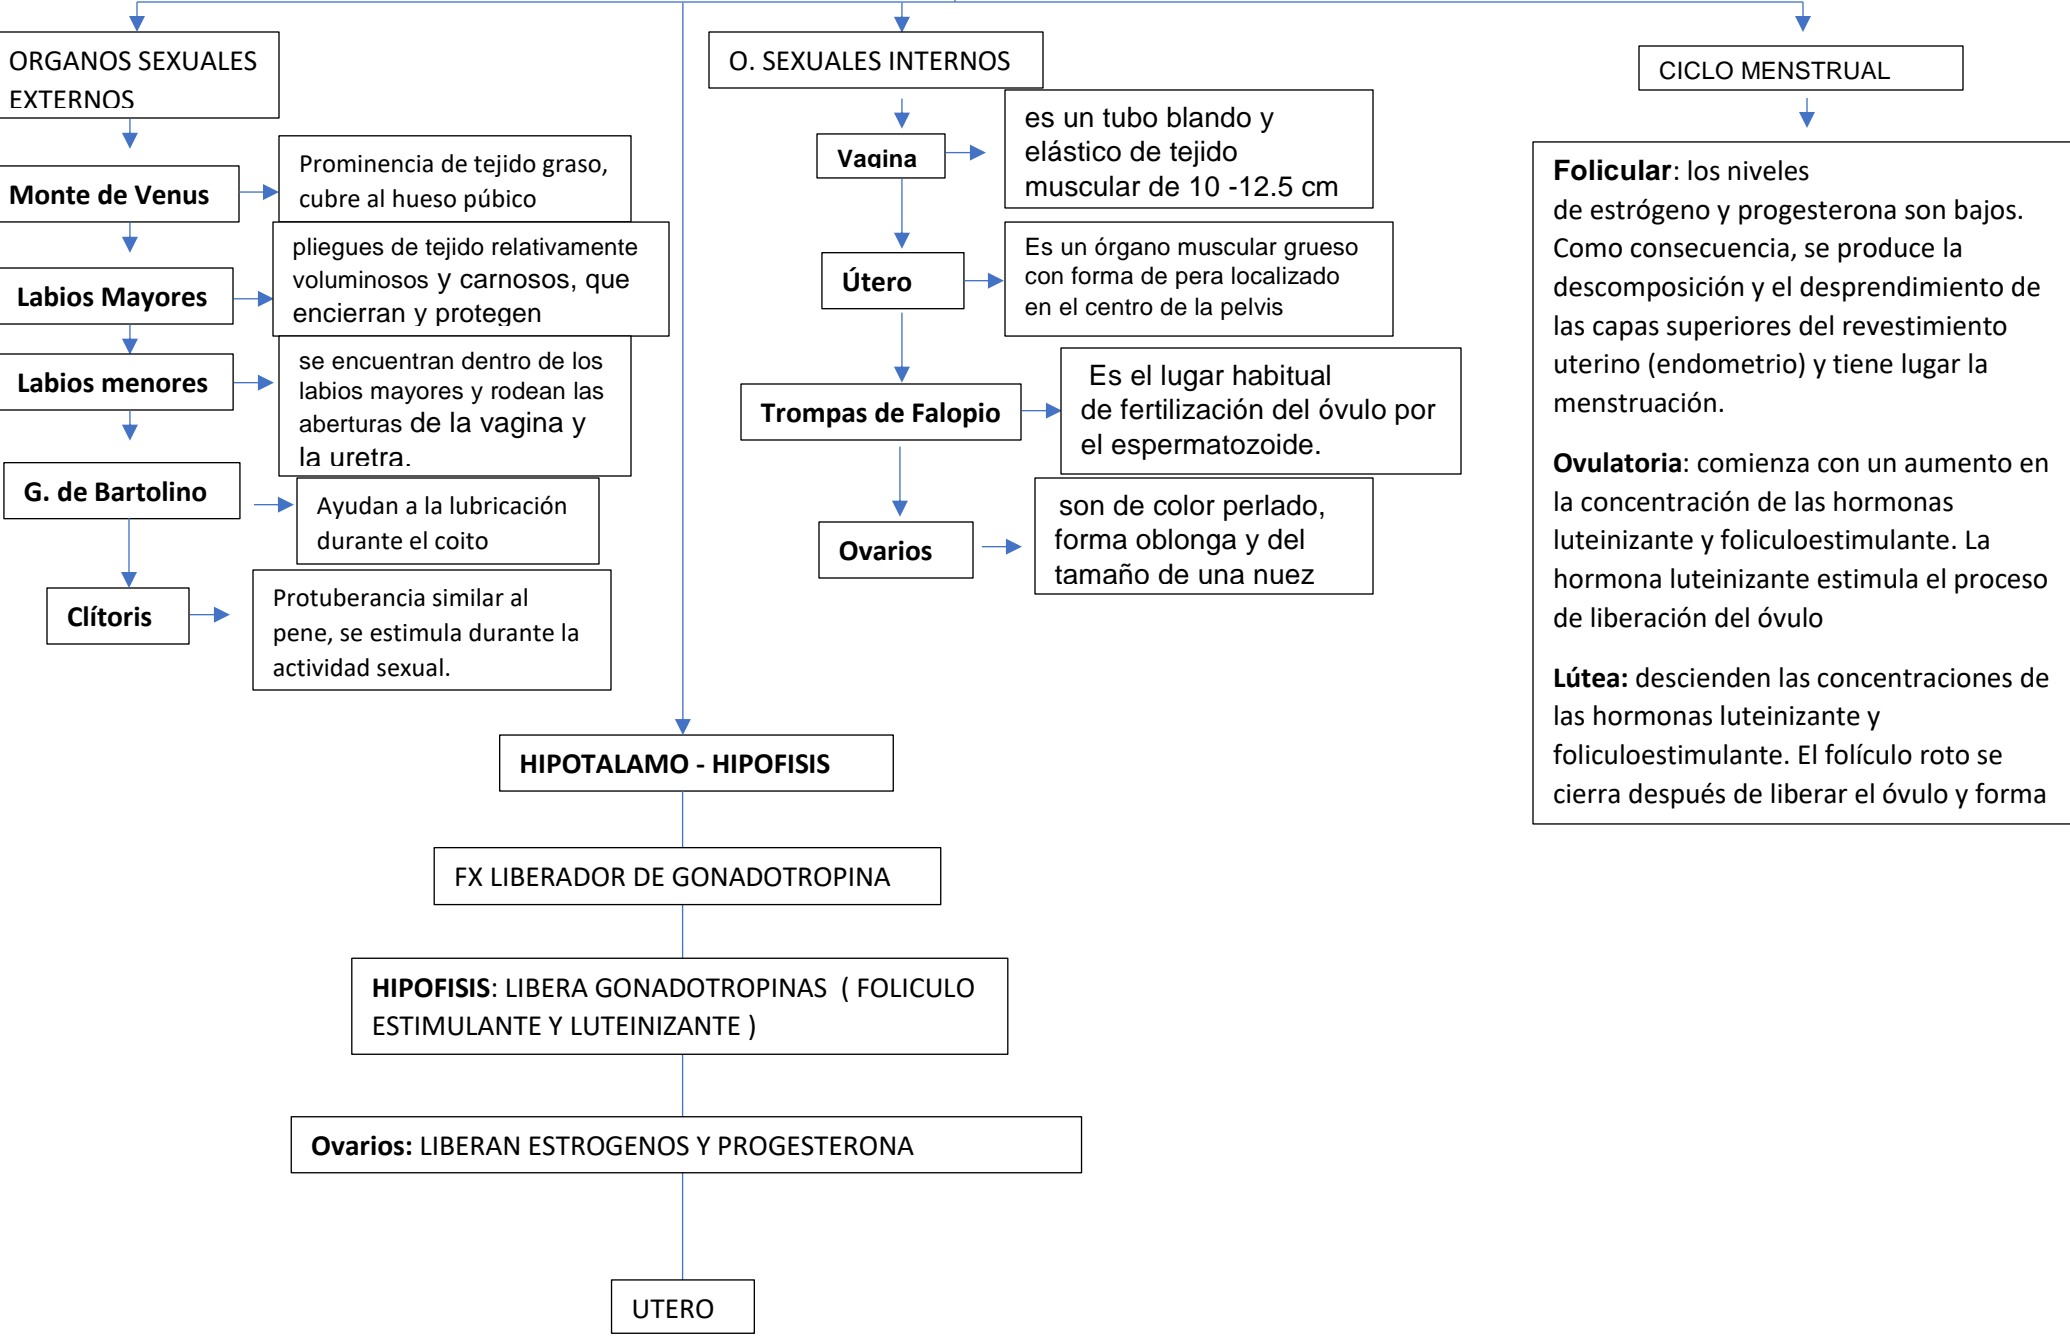 ORGANOS SEXUALES
EXTERNOS
Monte de Venus
Prominencia de tejido graso,
cubre al hueso púbico
Labios Mayores
pliegues de tejido relativamente
voluminosos y carnosos, que
encierran y protegen
Labios menores
se encuentran dentro de los
labios mayores y rodean las
aberturas de la vagina y
la uretra.
G. de Bartolino
Ayudan a la lubricación
durante el coito
Clítoris
Protuberancia similar al
pene, se estimula durante la
actividad sexual.
O. SEXUALES INTERNOS
Vagina
es un tubo blando y
elástico de tejido
muscular de 10 -12.5 cm
Útero
Es un órgano muscular grueso
con forma de pera localizado
en el centro de la pelvis
Trompas de Falopio
Es el lugar habitual
de fertilización del óvulo por
el espermatozoide.
Ovarios
son de color perlado,
forma oblonga y del
tamaño de una nuez
CICLO MENSTRUAL
Folicular: los niveles
de estrógeno y progesterona son bajos.
Como consecuencia, se produce la
descomposición y el desprendimiento de
las capas superiores del revestimiento
uterino (endometrio) y tiene lugar la
menstruación.
Ovulatoria: comienza con un aumento en
la concentración de las hormonas
luteinizante y foliculoestimulante. La
hormona luteinizante estimula el proceso
de liberación del óvulo
Lútea: descienden las concentraciones de
las hormonas luteinizante y
foliculoestimulante. El folículo roto se
cierra después de liberar el óvulo y forma
HIPOTALAMO - HIPOFISIS
FX LIBERADOR DE GONADOTROPINA
HIPOFISIS: LIBERA GONADOTROPINAS ( FOLICULO
ESTIMULANTE Y LUTEINIZANTE )
Ovarios: LIBERAN ESTROGENOS Y PROGESTERONA
UTERO